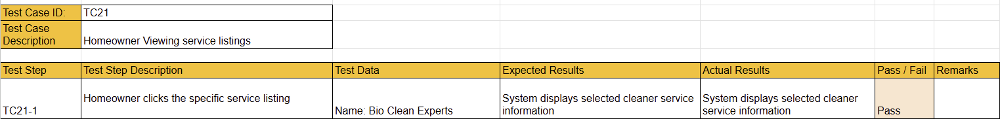 Test Case ID: TC21
Test Case
Description Homeowner Viewing service listings
Test Step Test Step Description Test Data Expected Results Actual Results Pass / Fail Remarks
TC21-1 Homeowner clicks the specific service listing Name: Bio Clean Experts System displays selected cleaner service
information System displays selected cleaner
service information Pass